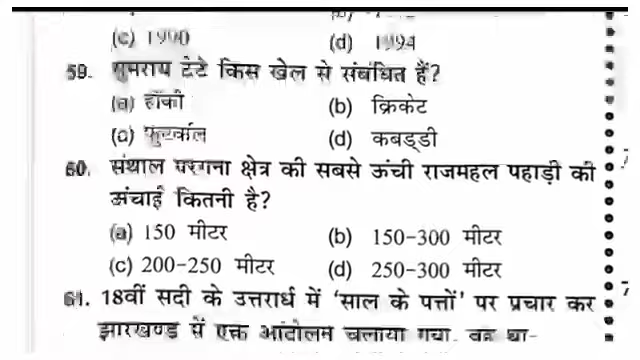 (c) 1990 (d) 1994
59. सुमराय टेटे किस खेल से संबंधित हैं?
(a) हॉकी (b) क्रिकेट
(c) फुटबॉल (d) कबड्डी
60. संथाल परगना क्षेत्र की सबसे ऊंची राजमहल पहाड़ी की
ऊंचाई कितनी है?
(a) 150 मीटर (b) 150-300 मीटर
(c) 200-250 मीटर (d) 250-300 मीटर
61. 18वीं सदी के उत्तरार्ध में 'साल के पत्तों' पर प्रचार कर
झारखण्ड में एक आंदोलन चलाया गया. वह था-